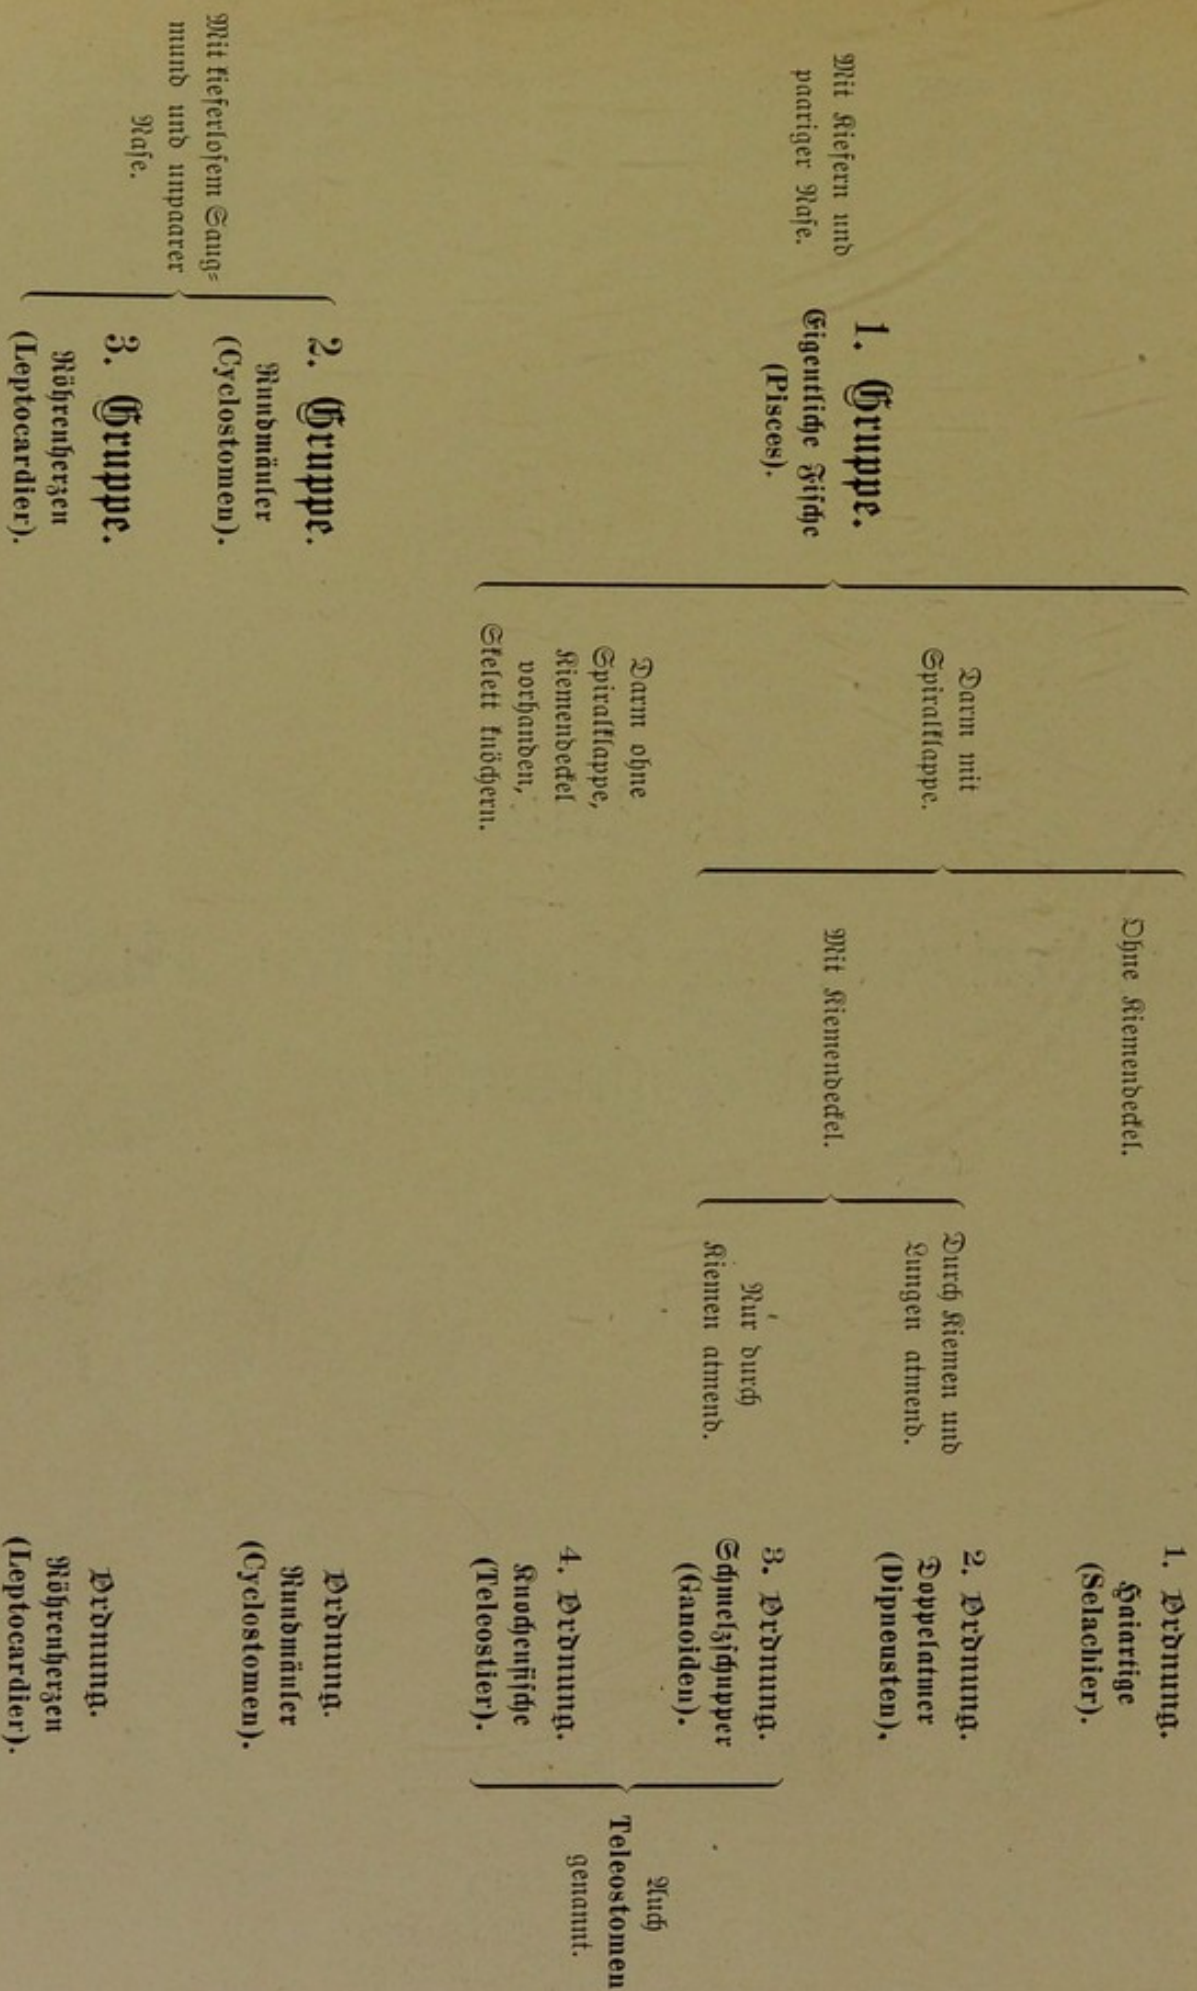 Mit Kiefern und
paariger Nase.
1. Gruppe.
Eigentliche Fische
(Pisces).
Darm mit
Spiralklappe.
Ohne Kiemendeckel.
1. Ordnung.
Haiartige
(Selachier).
Mit Kiemendeckel.
Durch Kiemen und
Lungen atmend.
2. Ordnung.
Doppelatmer
(Dipneusten).
Nur durch
Kiemen atmend.
3. Ordnung.
Schmelzschupper
(Ganoiden).
Darm ohne
Spiralklappe,
Kiemendeckel
vorhanden,
Skelett knöchern.
4. Ordnung.
Knochenfische
(Teleostier).
Auch
Teleostomen
genannt.
Mit kieferlosem Saug-
mund und unpaarer
Nase.
2. Gruppe.
Rundmäuler
(Cyclostomen).
Ordnung.
Rundmäuler
(Cyclostomen).
3. Gruppe.
Röhrenherzen
(Leptocardier).
Ordnung.
Röhrenherzen
(Leptocardier).